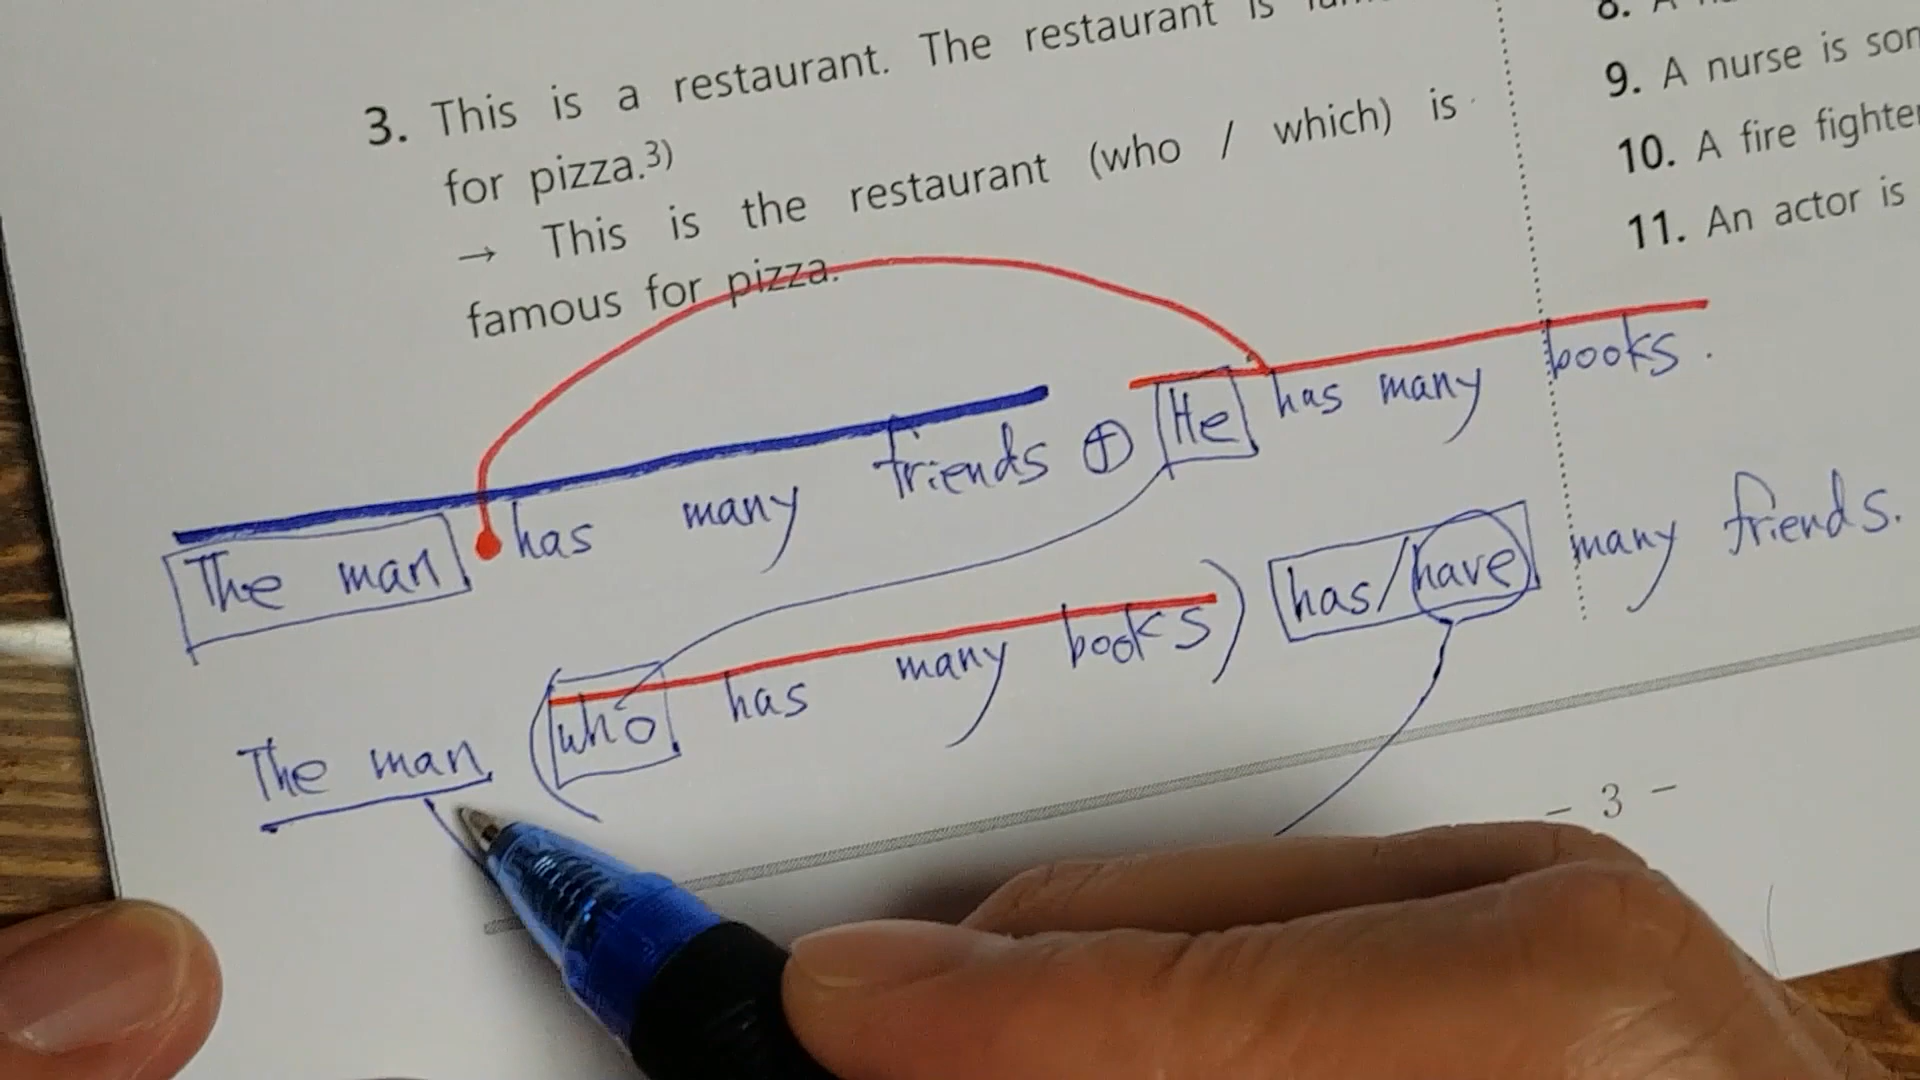 3. This is a restaurant. The restaurant is
for pizza.3)
→ This is the restaurant (who / which) is
famous for pizza.
The man has many friends ⊕ He has many books.
The man (who has many books) has/have many friends.
8. A
9. A nurse is
10. A fire
11. An actor is
- 3 -